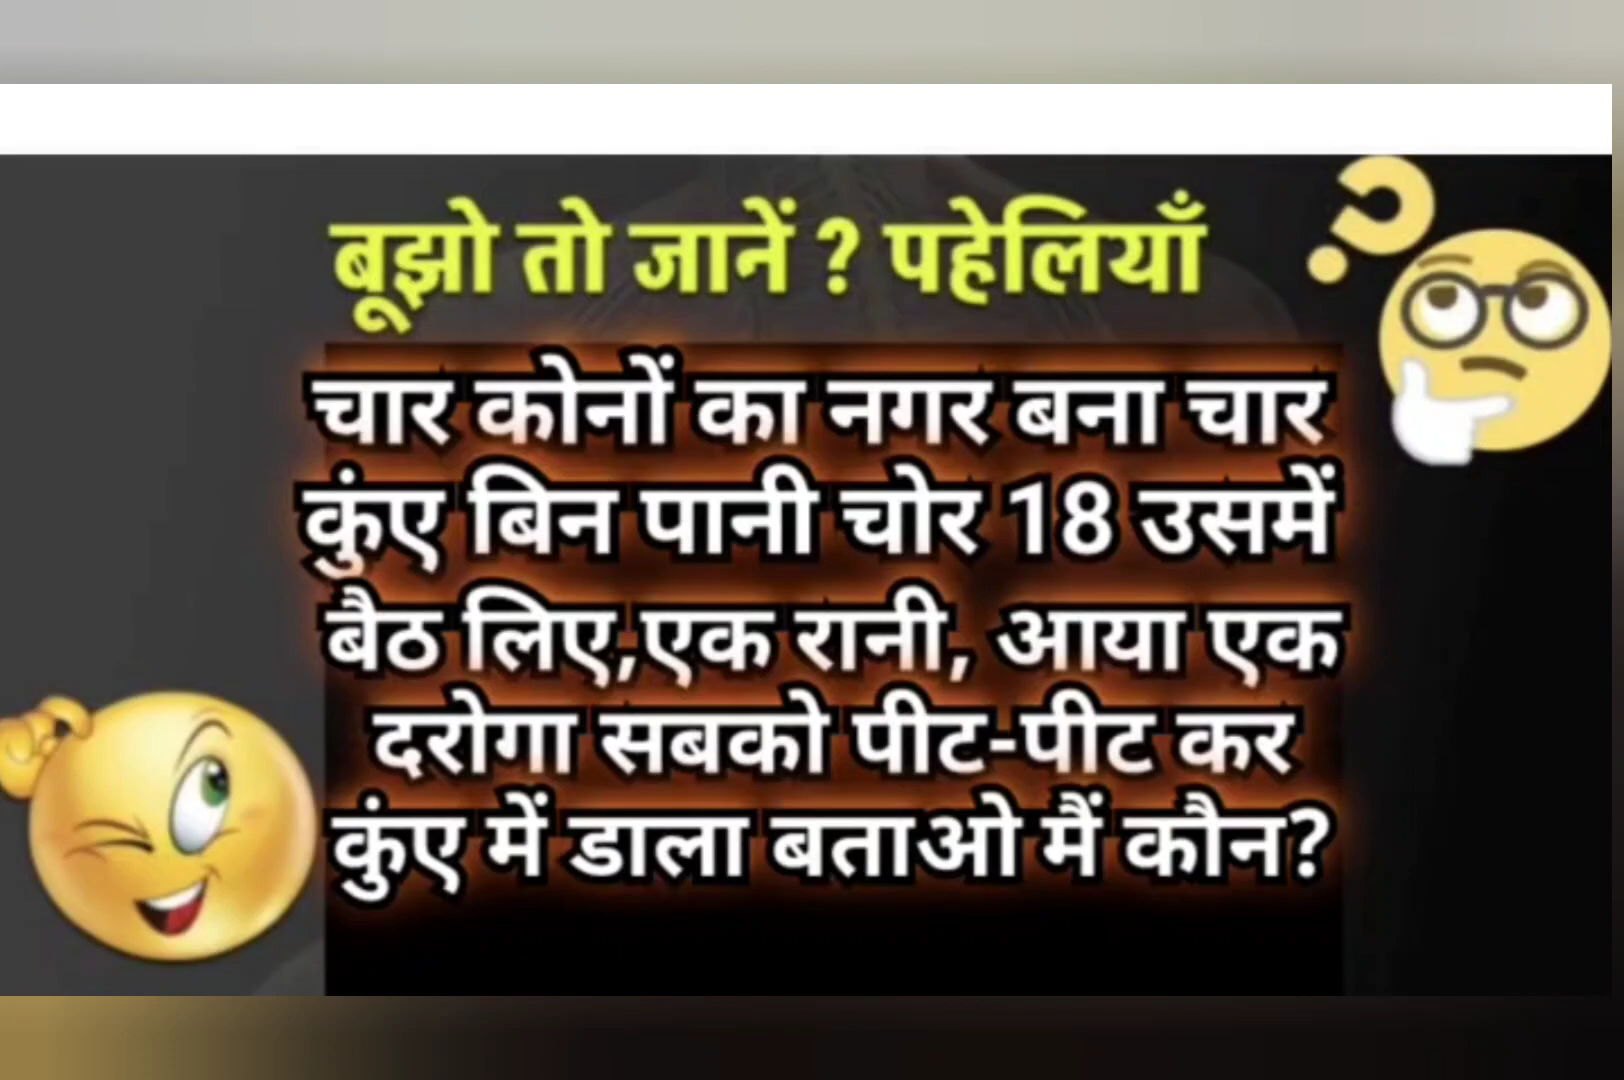 बूझो तो जानें ? पहेलियाँ
चार कोनों का नगर बना चार
कुंए बिन पानी चोर 18 उसमें
बैठ लिए,एक रानी, आया एक
दरोगा सबको पीट-पीट कर
कुंए में डाला बताओ मैं कौन?